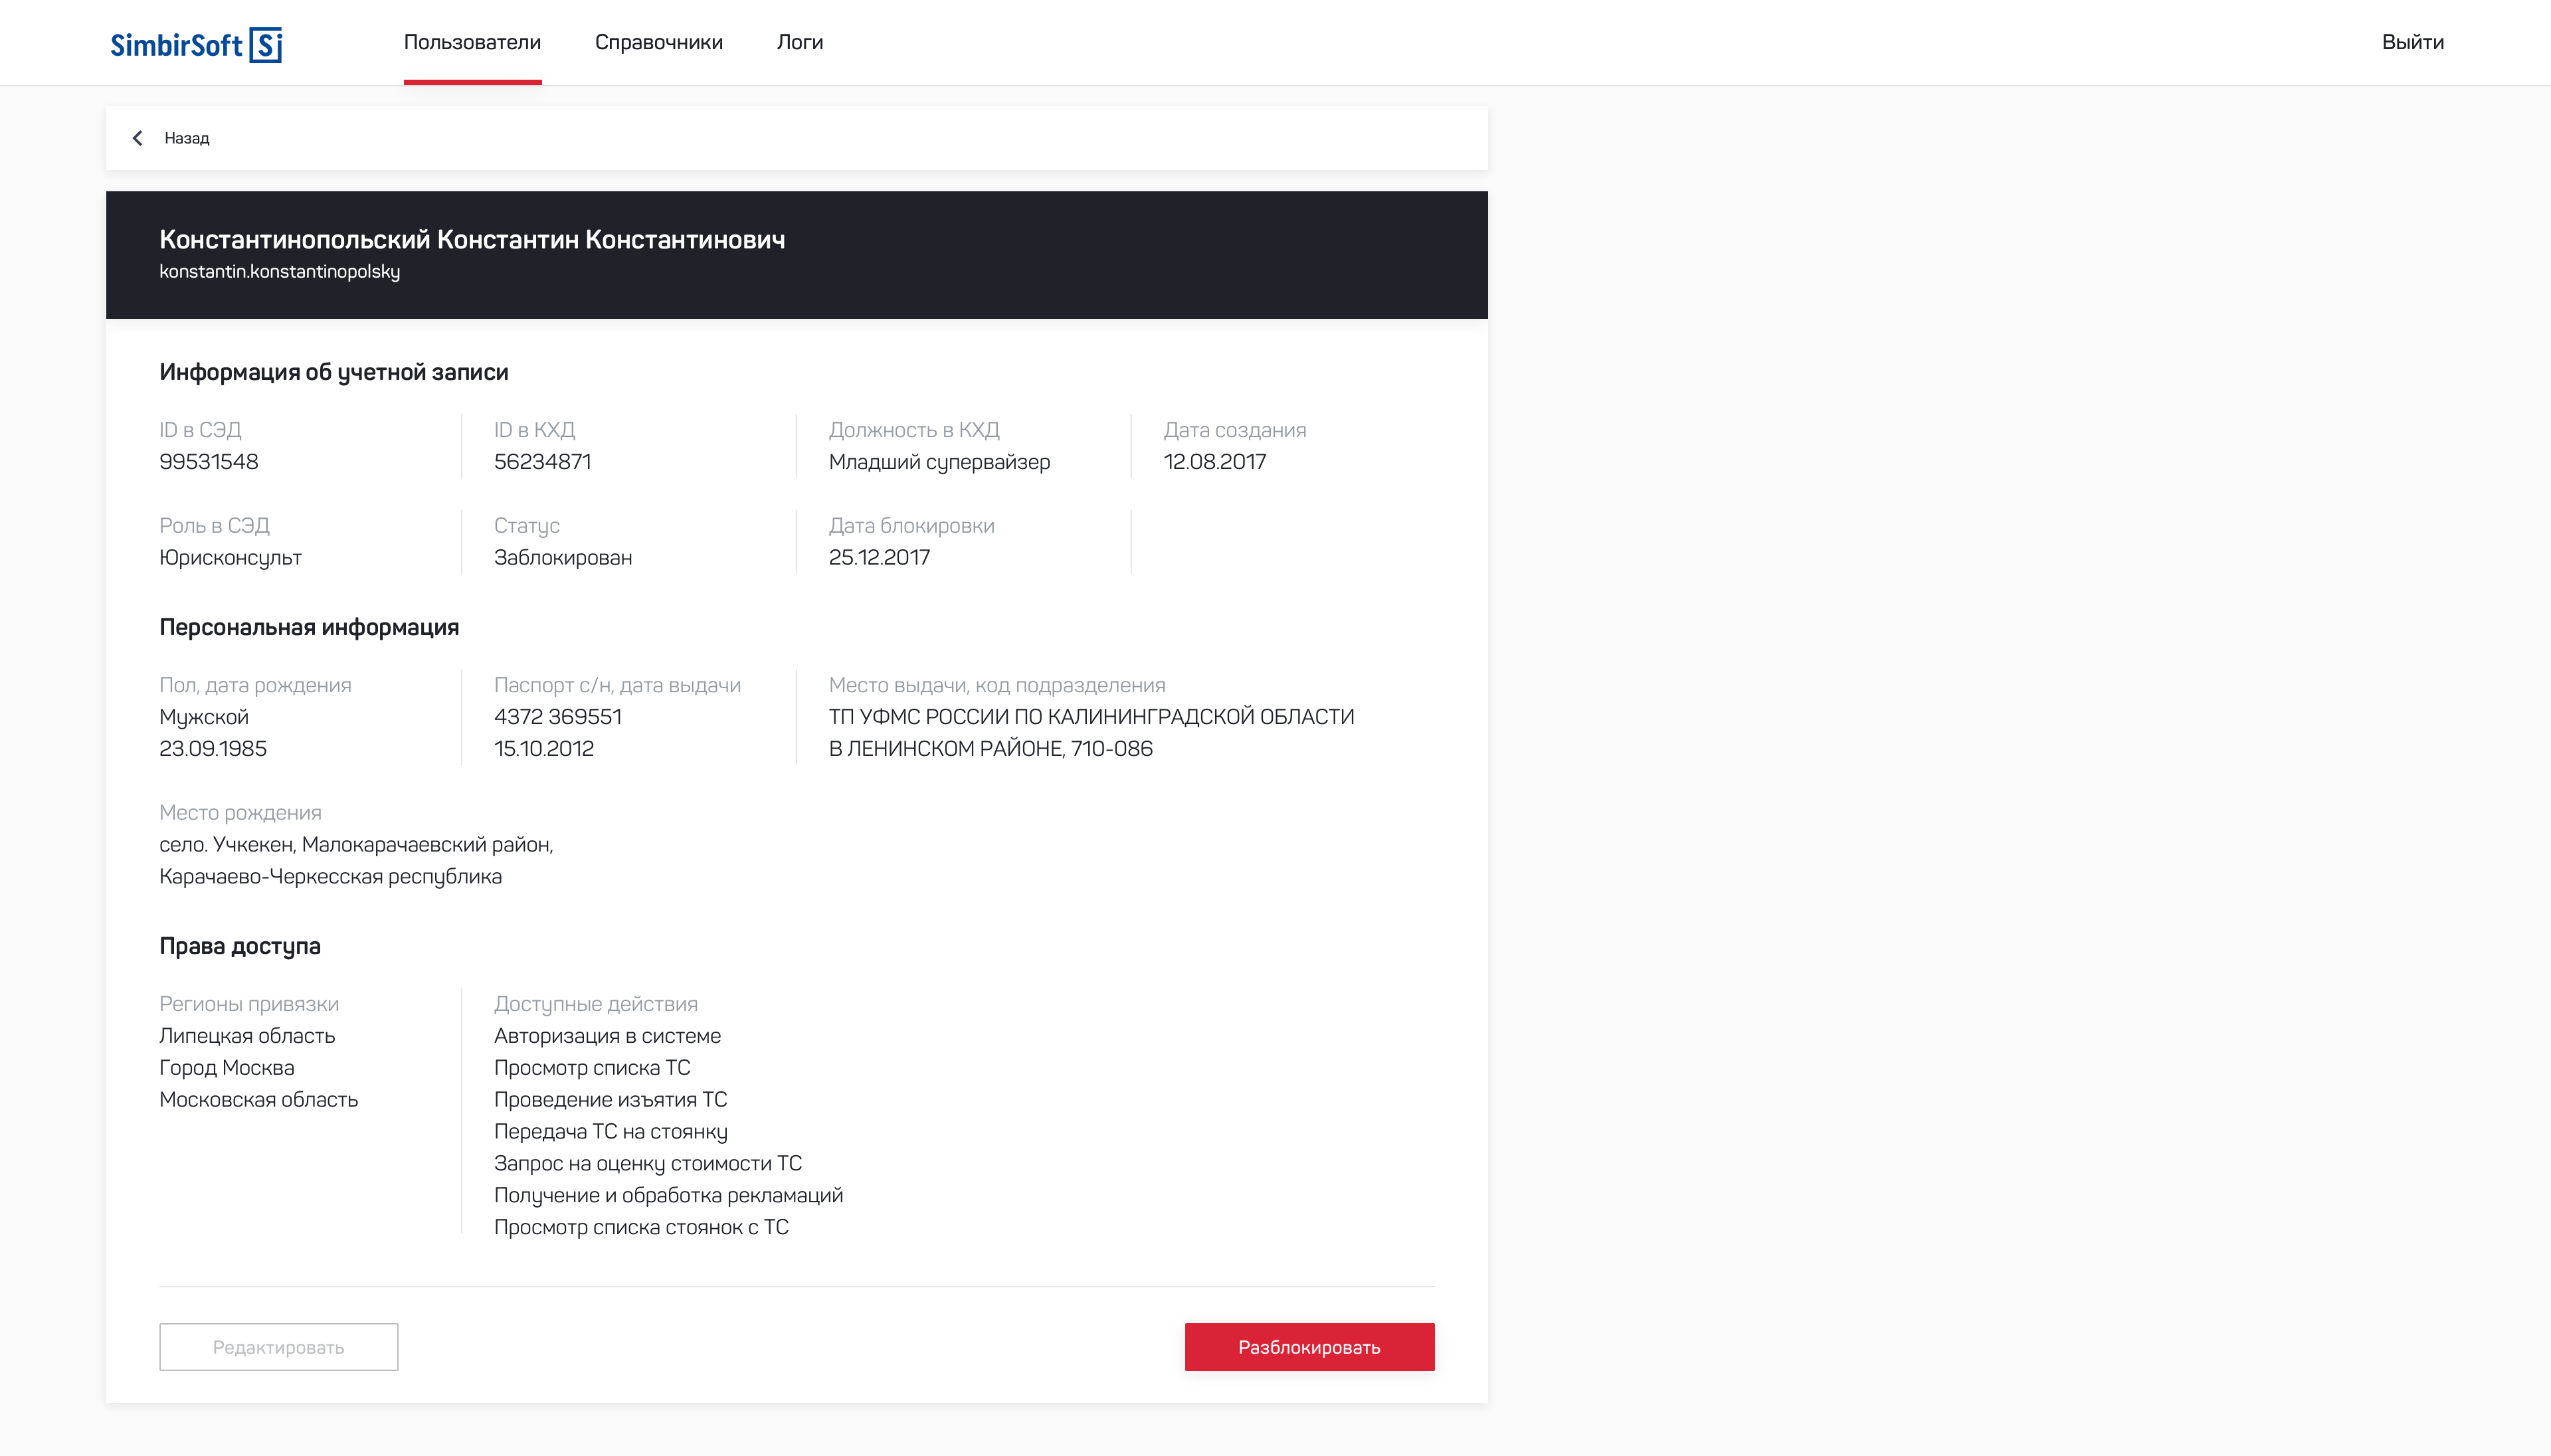 SimbirSoft Si
Пользователи
Справочники
Логи
Выйти
Назад
Константинопольский Константин Константинович
konstantin.konstantinopolsky
Информация об учетной записи
ID в СЭД
99531548
ID в КХД
56234871
Должность в КХД
Младший супервайзер
Дата создания
12.08.2017
Роль в СЭД
Юрисконсульт
Статус
Заблокирован
Дата блокировки
25.12.2017
Персональная информация
Пол, дата рождения
Мужской
23.09.1985
Паспорт с/н, дата выдачи
4372 369551
15.10.2012
Место выдачи, код подразделения
ТП УФМС РОССИИ ПО КАЛИНИНГРАДСКОЙ ОБЛАСТИ
В ЛЕНИНСКОМ РАЙОНЕ, 710-086
Место рождения
село. Учкекен, Малокарачаевский район,
Карачаево-Черкесская республика
Права доступа
Регионы привязки
Липецкая область
Город Москва
Московская область
Доступные действия
Авторизация в системе
Просмотр списка ТС
Проведение изъятия ТС
Передача ТС на стоянку
Запрос на оценку стоимости ТС
Получение и обработка рекламаций
Просмотр списка стоянок с ТС
Редактировать
Разблокировать